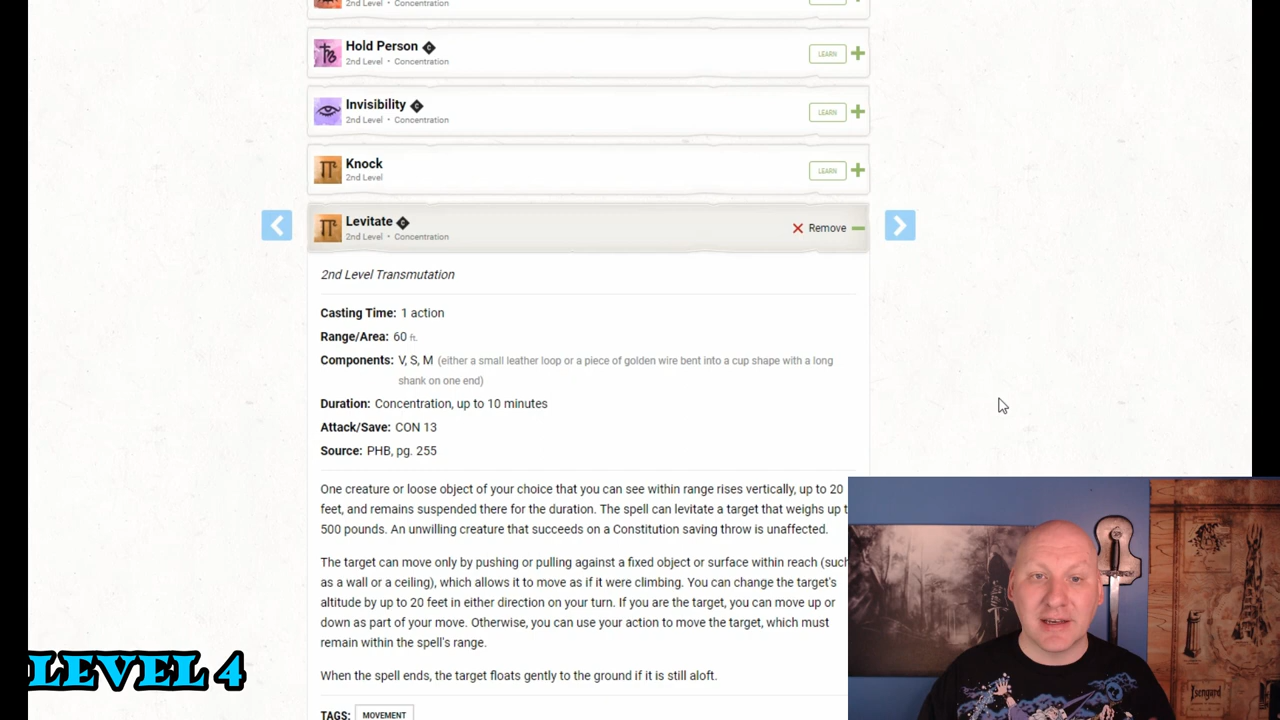 Hold Person C
2nd Level • Concentration
LEARN
Invisibility C
2nd Level • Concentration
LEARN
Knock
2nd Level
LEARN
Levitate C
2nd Level • Concentration
Remove
2nd Level Transmutation
Casting Time: 1 action
Range/Area: 60 ft.
Components: V, S, M (either a small leather loop or a piece of golden wire bent into a cup shape with a long
shank on one end)
Duration: Concentration, up to 10 minutes
Attack/Save: CON 13
Source: PHB, pg. 255
One creature or loose object of your choice that you can see within range rises vertically, up to 20
feet, and remains suspended there for the duration. The spell can levitate a target that weighs up
500 pounds. An unwilling creature that succeeds on a Constitution saving throw is unaffected.
The target can move only by pushing or pulling against a fixed object or surface within reach (such
as a wall or a ceiling), which allows it to move as if it were climbing. You can change the target's
altitude by up to 20 feet in either direction on your turn. If you are the target, you can move up or
down as part of your move. Otherwise, you can use your action to move the target, which must
remain within the spell's range.
When the spell ends, the target floats gently to the ground if it is still aloft.
TAGS: MOVEMENT
LEVEL 4
Isengard